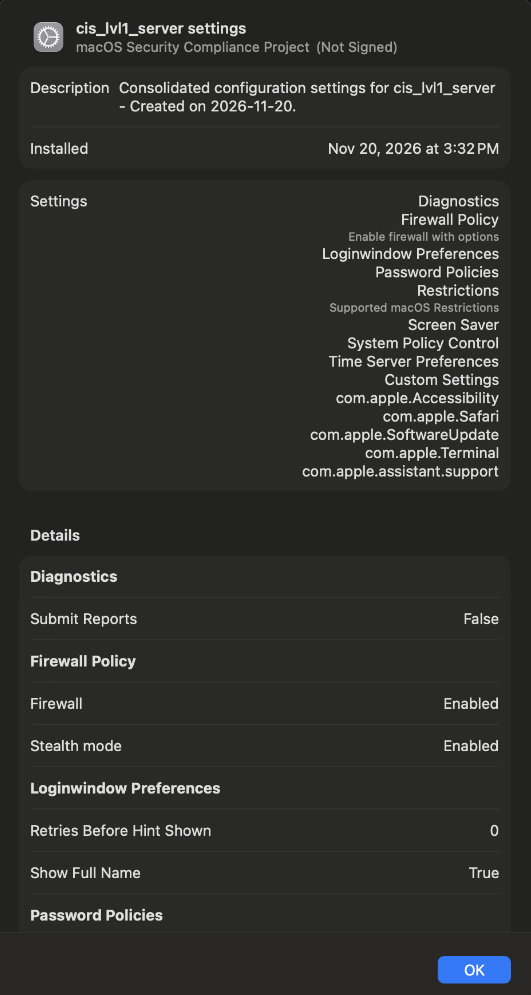 cis_lvl1_server settings
macOS Security Compliance Project (Not Signed)
Description Consolidated configuration settings for cis_lvl1_server
- Created on 2026-11-20.
Installed Nov 20, 2026 at 3:32 PM
Settings Diagnostics
Firewall Policy
Enable firewall with options
Loginwindow Preferences
Password Policies
Restrictions
Supported macOS Restrictions
Screen Saver
System Policy Control
Time Server Preferences
Custom Settings
com.apple.Accessibility
com.apple.Safari
com.apple.SoftwareUpdate
com.apple.Terminal
com.apple.assistant.support
Details
Diagnostics
Submit Reports False
Firewall Policy
Firewall Enabled
Stealth mode Enabled
Loginwindow Preferences
Retries Before Hint Shown 0
Show Full Name True
Password Policies
OK